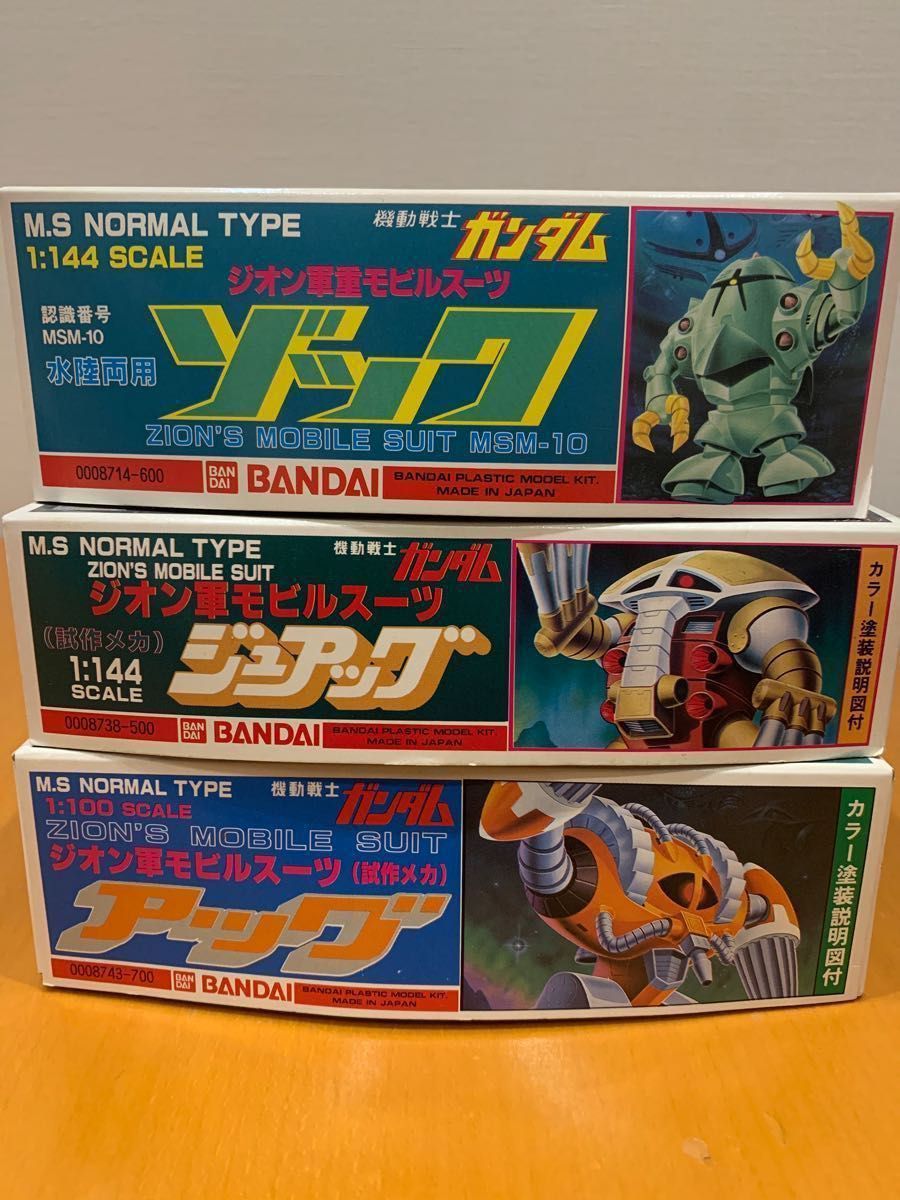 M.S NORMAL TYPE
機動戦士 ガンダム
1:144 SCALE
ジオン軍重モビルスーツ
認識番号
MSM-10
ゾック
水陸両用
ZION'S MOBILE SUIT MSM-10
0008714-600
BAN
DAI
BANDAI
BANDAI PLASTIC MODEL KIT.
MADE IN JAPAN
M.S NORMAL TYPE
機動戦士 ガンダム
ZION'S MOBILE SUIT
ジオン軍モビルスーツ
(試作メカ)
1:144
SCALE
ジュアッグ
0008738-500
BAN
DAI
BANDAI
BANDAI PLASTIC MODEL KIT.
MADE IN JAPAN
カラー塗装説明図付
M.S NORMAL TYPE
機動戦士 ガンダム
1:100 SCALE
ZION'S MOBILE SUIT
ジオン軍モビルスーツ(試作メカ)
アッグ
0008743-700
BAN
DAI
BANDAI
BANDAI PLASTIC MODEL KIT.
MADE IN JAPAN
カラー塗装説明図付